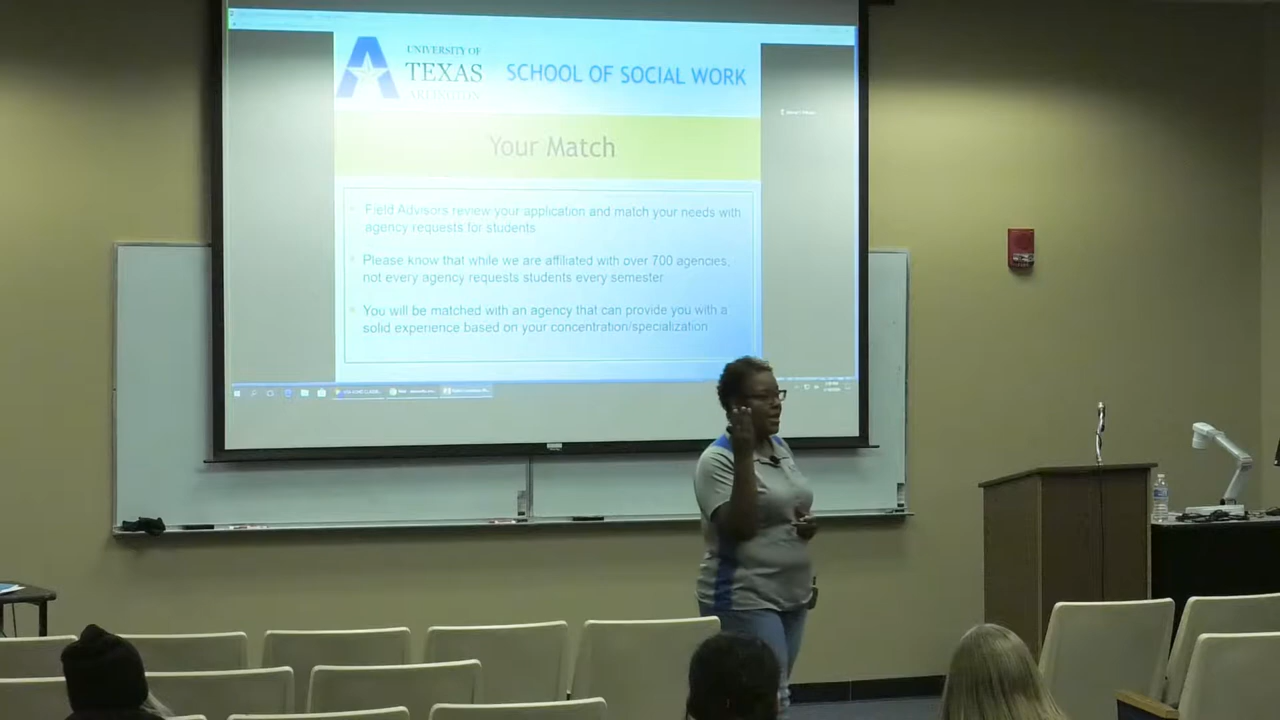 UNIVERSITY OF
TEXAS
ARLINGTON
SCHOOL OF SOCIAL WORK
Your Match
Field Advisors review your application and match your needs with
agency requests for students
Please know that while we are affiliated with over 700 agencies,
not every agency requests students every semester
You will be matched with an agency that can provide you with a
solid experience based on your concentration/specialization